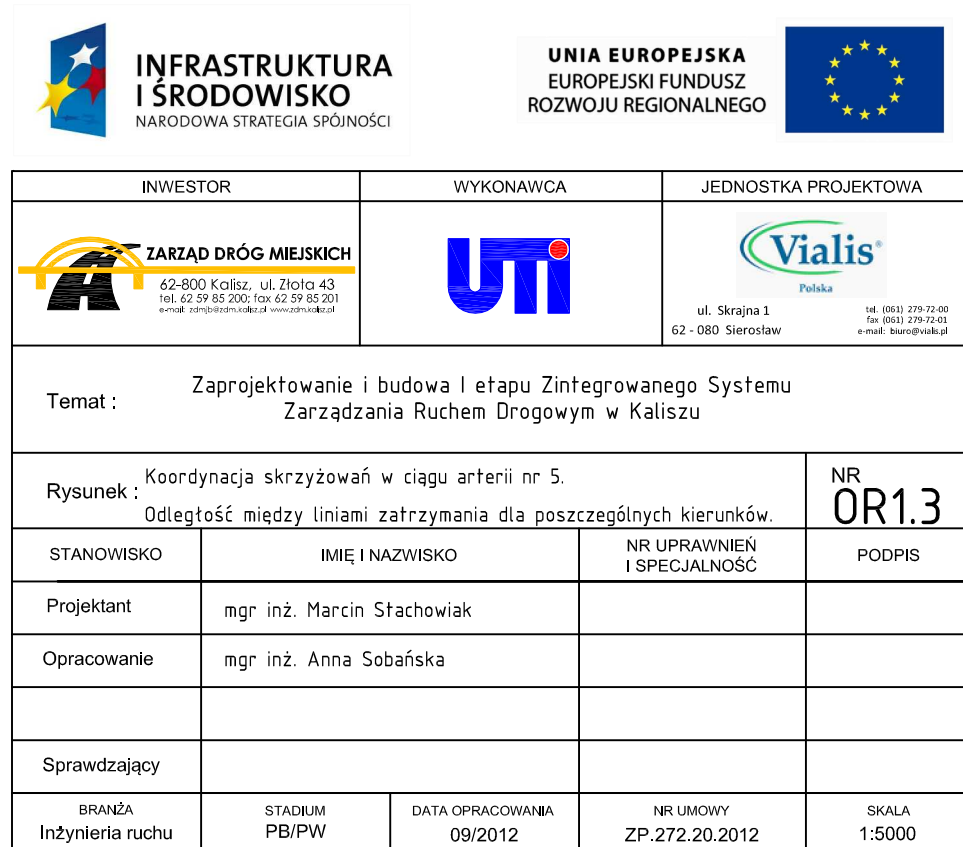 INFRASTRUKTURA
I ŚRODOWISKO
NARODOWA STRATEGIA SPÓJNOŚCI
UNIA EUROPEJSKA
EUROPEJSKI FUNDUSZ
ROZWOJU REGIONALNEGO
INWESTOR
WYKONAWCA
JEDNOSTKA PROJEKTOWA
ZARZĄD DRÓG MIEJSKICH
62-800 Kalisz, ul. Złota 43
tel. 62 59 85 200; fax 62 59 85 201
e-mail: zdmjb@zdm.kalisz.pl www.zdm.kalisz.pl
UTI
Vialis®
Polska
ul. Skrajna 1
62 - 080 Sierosław
tel. (061) 279-72-00
fax (061) 279-72-01
e-mail: biuro@vialis.pl
Temat :
Zaprojektowanie i budowa I etapu Zintegrowanego Systemu
Zarządzania Ruchem Drogowym w Kaliszu
Rysunek :
Koordynacja skrzyżowań w ciągu arterii nr 5.
Odległość między liniami zatrzymania dla poszczególnych kierunków.
NR
OR1.3
STANOWISKO
IMIĘ I NAZWISKO
NR UPRAWNIEŃ
I SPECJALNOŚĆ
PODPIS
Projektant
mgr inż. Marcin Stachowiak
Opracowanie
mgr inż. Anna Sobańska
Sprawdzający
BRANŻA
Inżynieria ruchu
STADIUM
PB/PW
DATA OPRACOWANIA
09/2012
NR UMOWY
ZP.272.20.2012
SKALA
1:5000